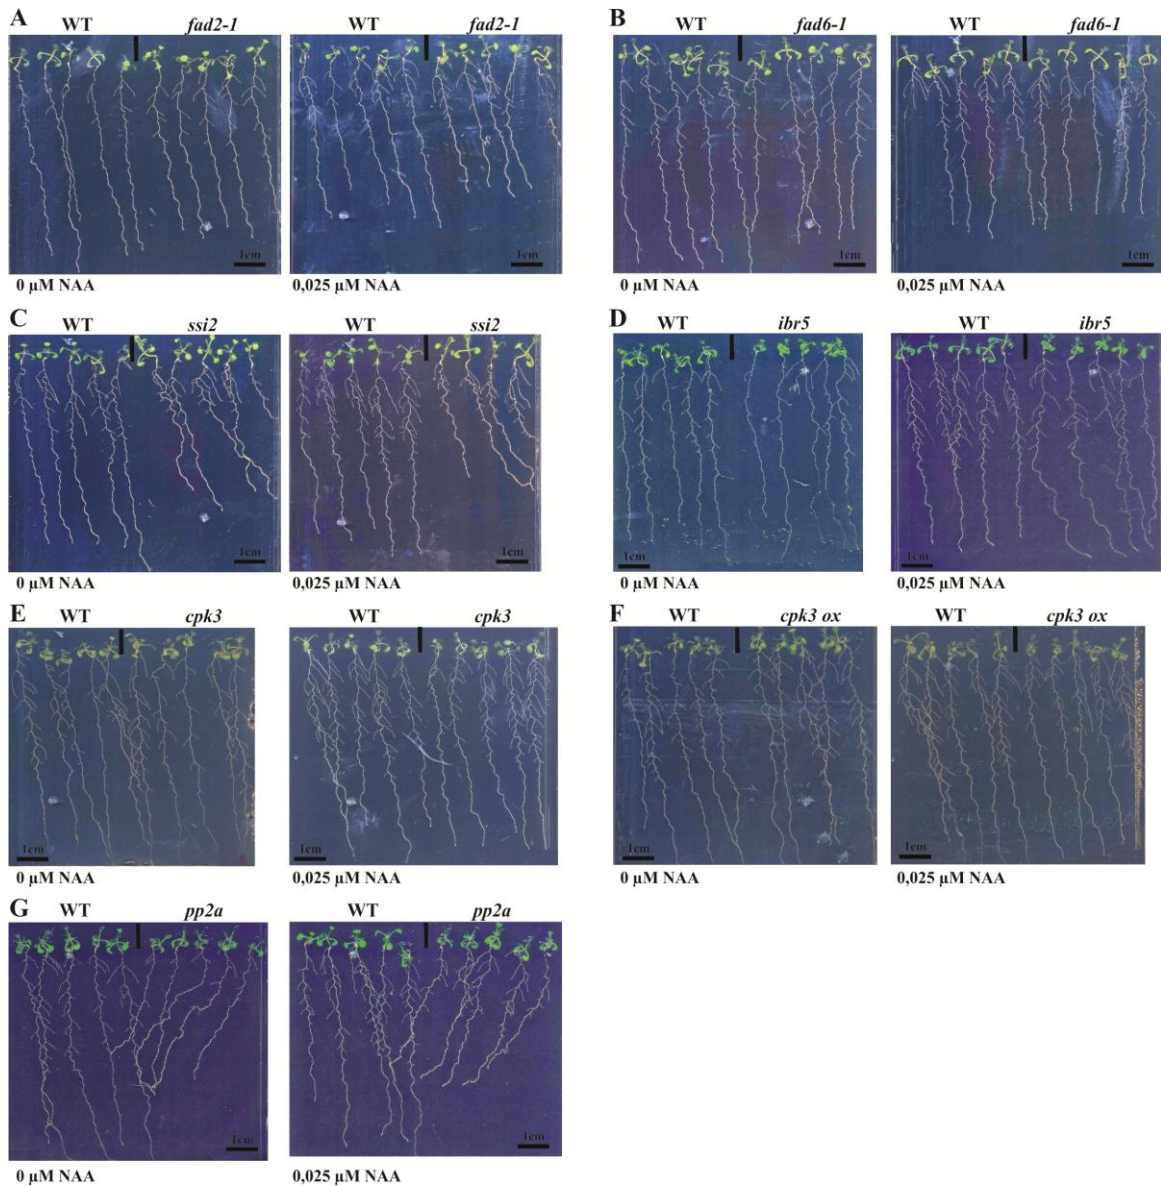 A WT fad2-1 WT fad2-1
1cm 1cm
0 µM NAA 0,025 µM NAA
B WT fad6-1 WT fad6-1
1cm 1cm
0 µM NAA 0,025 µM NAA
C WT ssi2 WT ssi2
1cm 1cm
0 µM NAA 0,025 µM NAA
D WT ibr5 WT ibr5
1cm 1cm
0 µM NAA 0,025 µM NAA
E WT cpk3 WT cpk3
1cm 1cm
0 µM NAA 0,025 µM NAA
F WT cpk3 ox WT cpk3 ox
1cm 1cm
0 µM NAA 0,025 µM NAA
G WT pp2a WT pp2a
1cm 1cm
0 µM NAA 0,025 µM NAA